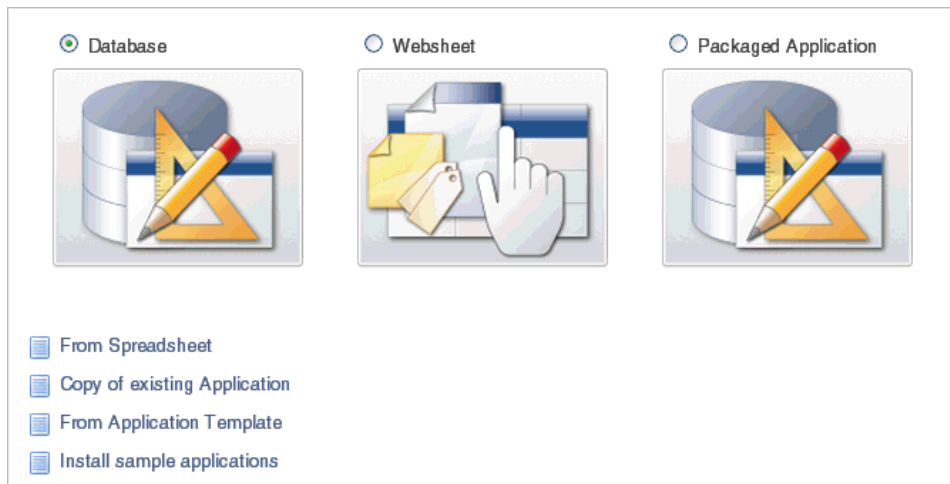 Database
Websheet
Packaged Application
From Spreadsheet
Copy of existing Application
From Application Template
Install sample applications